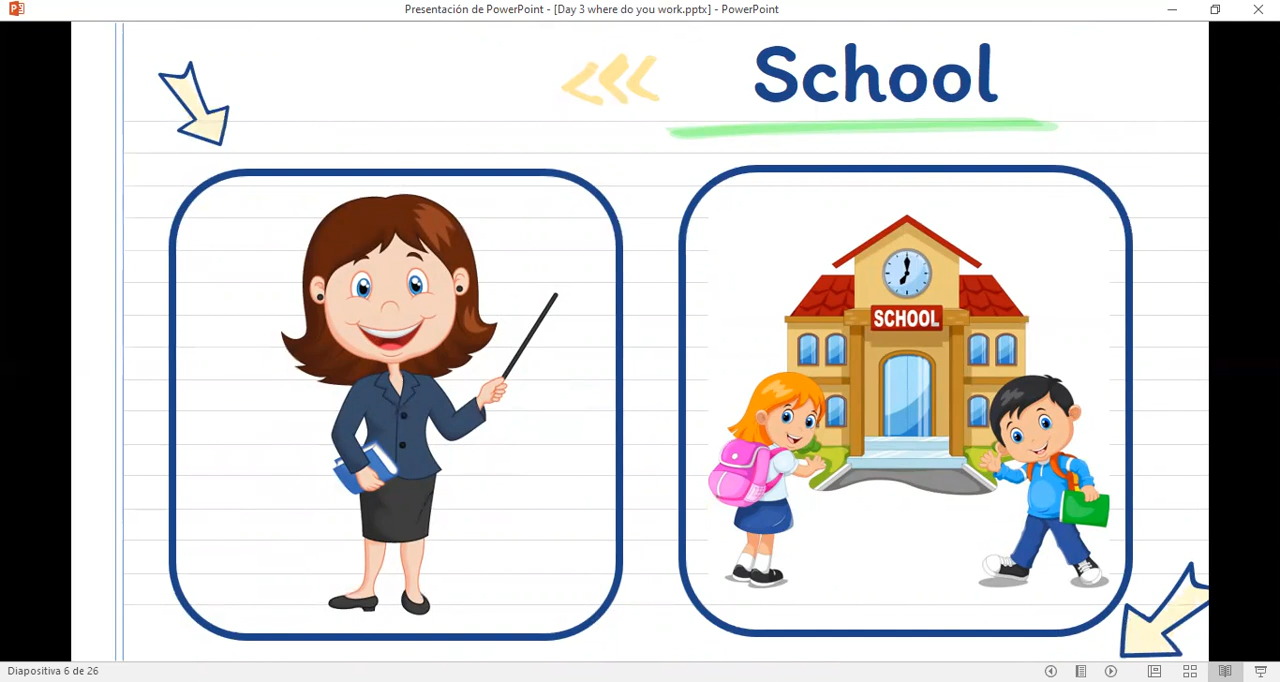 Presentación de PowerPoint - [Day 3 where do you work.pptx] - PowerPoint
School
SCHOOL
Diapositiva 6 de 26